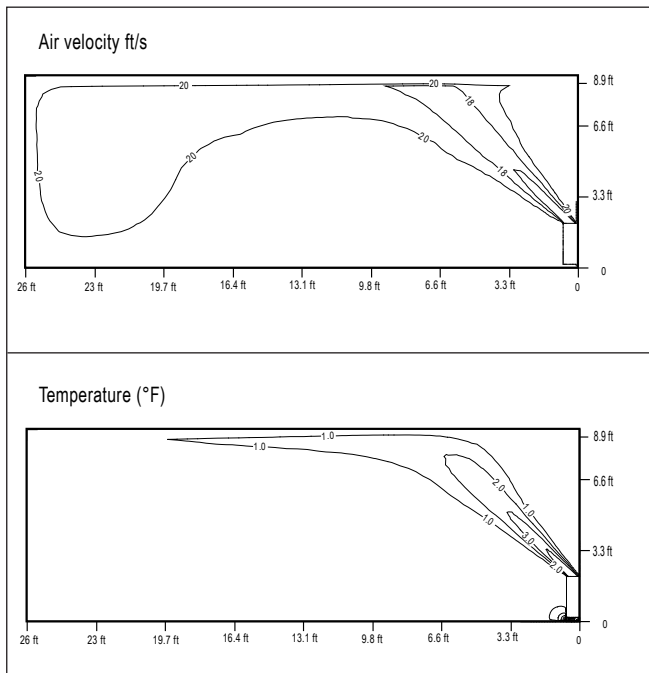 Air velocity ft/s
20
20
18
20
20
20
18
20
8.9 ft
6.6 ft
3.3 ft
0
26 ft
23 ft
19.7 ft
16.4 ft
13.1 ft
9.8 ft
6.6 ft
3.3 ft
0
Temperature (°F)
1.0
1.0
2.0
1.0
1.0
3.0
2.0
8.9 ft
6.6 ft
3.3 ft
0
26 ft
23 ft
19.7 ft
16.4 ft
13.1 ft
9.8 ft
6.6 ft
3.3 ft
0